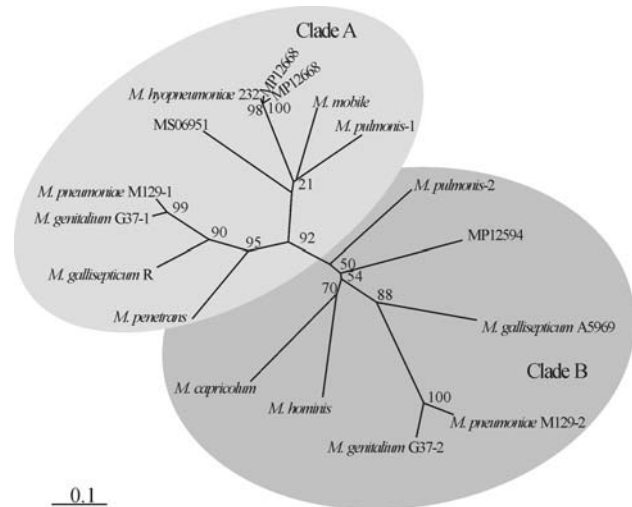 Clade A
MP12668
MP12668
M. hyopneumoniae 232
98
100
M. mobile
MS06951
M. pulmonis-1
21
M. pneumoniae M129-1
M. genitalium G37-1
99
90
95
92
M. gallisepticum R
M. penetrans
M. pulmonis-2
MP12594
50
54
70
88
M. gallisepticum A5969
Clade B
M. capricolum
M. hominis
100
M. pneumoniae M129-2
M. genitalium G37-2
0.1